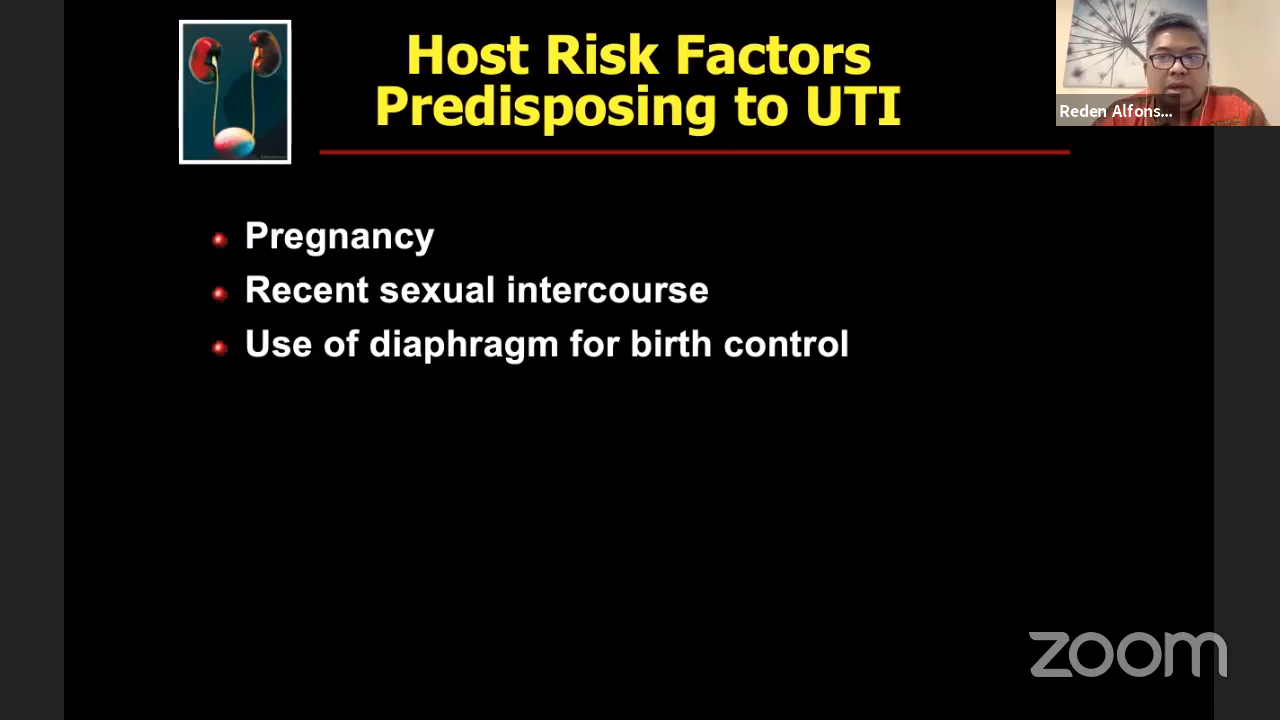 Host Risk Factors
Predisposing to UTI
Reden Alfons...
Pregnancy
Recent sexual intercourse
Use of diaphragm for birth control
zoom